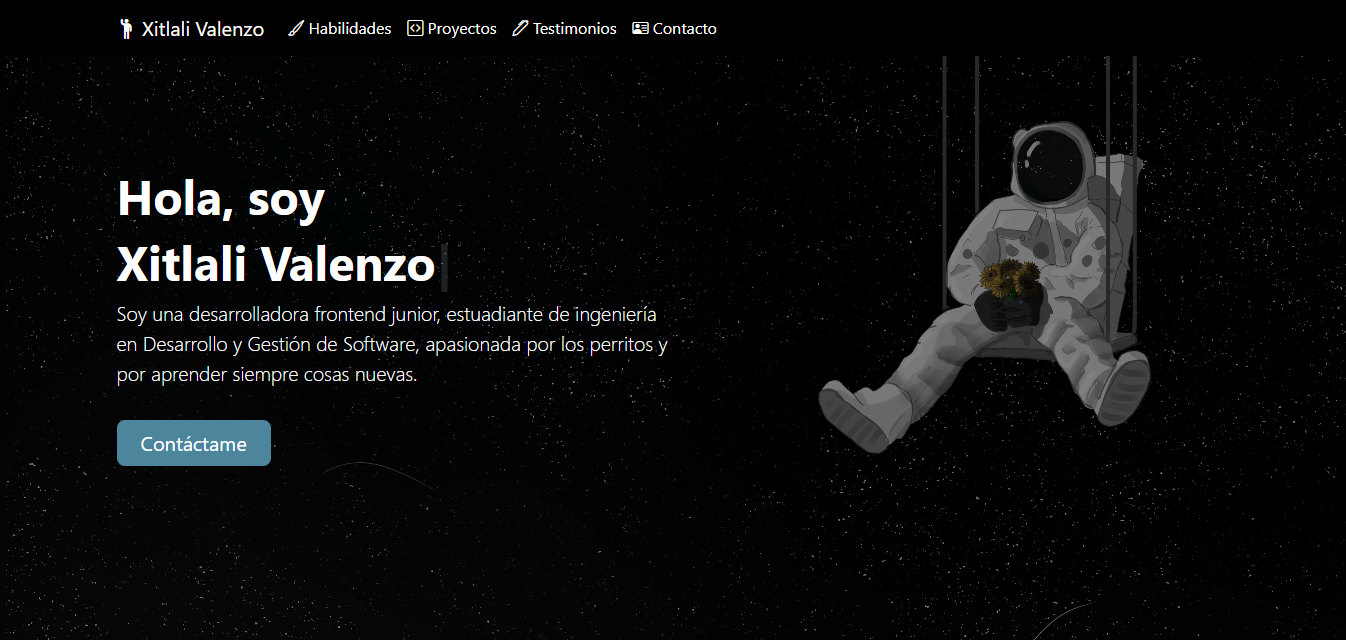 Xitlali Valenzo Habilidades Proyectos Testimonios Contacto
Hola, soy
Xitlali Valenzo
Soy una desarrolladora frontend junior, estuadiante de ingeniería
en Desarrollo y Gestión de Software, apasionada por los perritos y
por aprender siempre cosas nuevas.
Contáctame